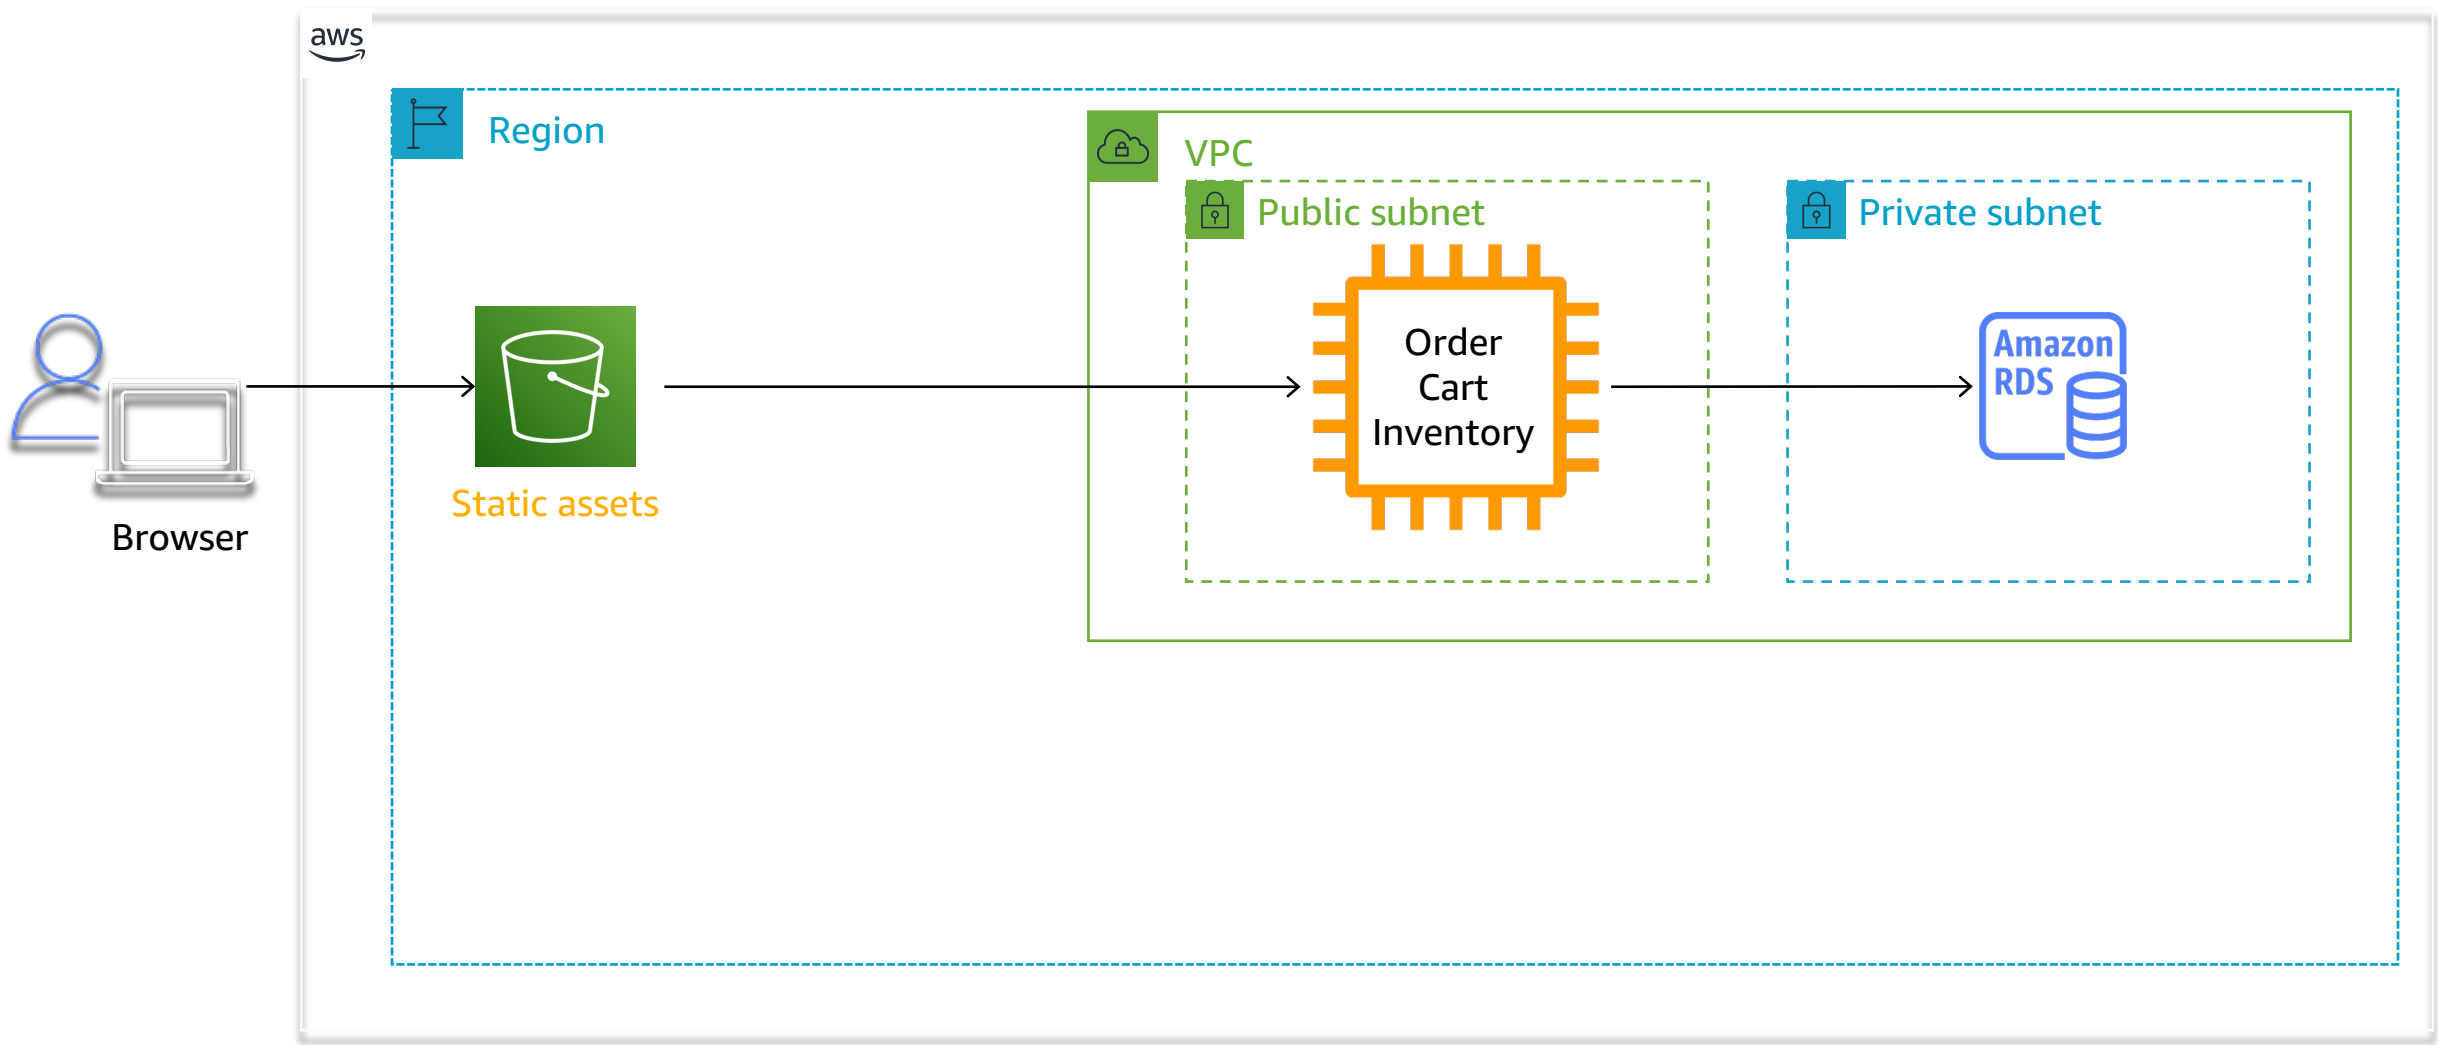 aws
Region
VPC
Public subnet
Private subnet
Order
Cart
Inventory
Amazon
RDS
Static assets
Browser